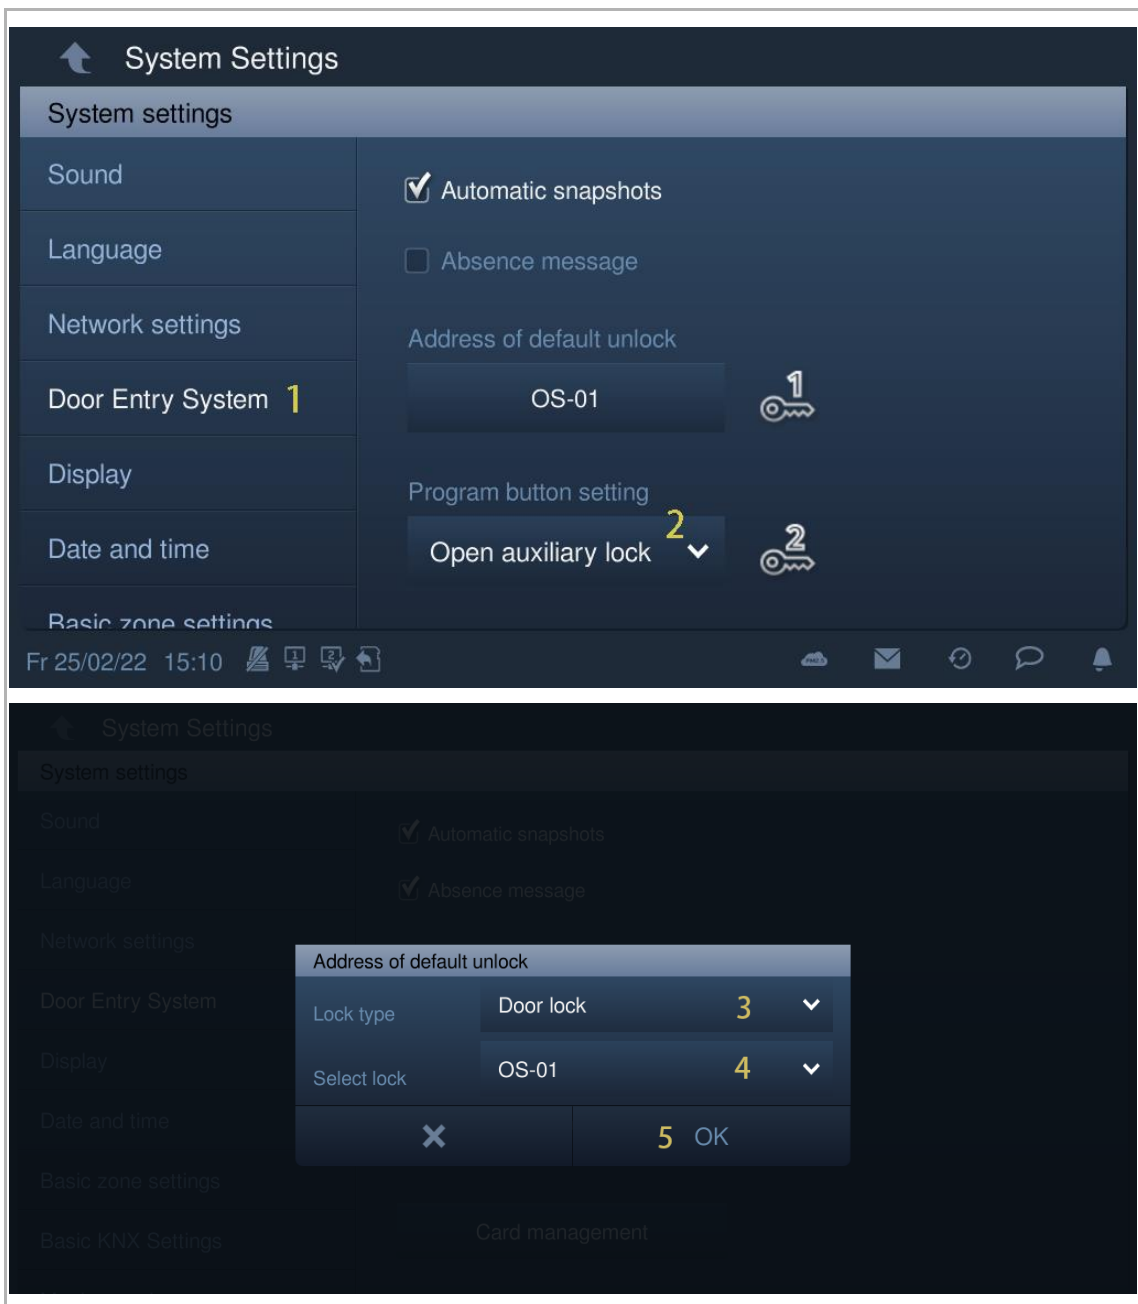 System Settings
System settings
Sound
Automatic snapshots
Language
Absence message
Network settings
Address of default unlock
Door Entry System 1
OS-01
1
Display
Program button setting
2
Date and time
Open auxiliary lock
2
Basic zone settings
Fr 25/02/22 15:10
1
2
PM2.5
System Settings
System settings
Sound
Automatic snapshots
Language
Absence message
Network settings
Address of default unlock
Door Entry System
Lock type
Door lock 3
Display
Select lock
OS-01 4
Date and time
5 OK
Basic zone settings
Card management
Basic KNX Settings